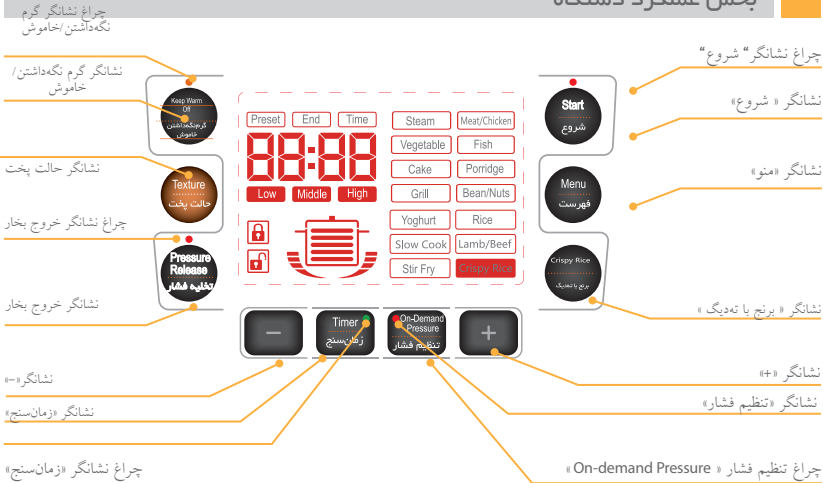 بخش عملکرد دستگاه
چراغ نشانگر گرم
نگه‌داشتن/خاموش
نشانگر گرم نگه‌داشتن/
خاموش
نشانگر حالت پخت
چراغ نشانگر خروج بخار
نشانگر خروج بخار
نشانگر«–»
نشانگر «زمان‌سنج»
چراغ نشانگر «زمان‌سنج»
Keep Warm
Off
گرم‌نگه‌داشتن
خاموش
Texture
حالت پخت
Pressure
Release
تخلیه فشار
Preset End Time
88:88
Low Middle High
Steam Meat/Chicken
Vegetable Fish
Cake Porridge
Grill Bean/Nuts
Yoghurt Rice
Slow Cook Lamb/Beef
Stir Fry Crispy Rice
–
Timer
زمان‌سنج
On-Demand
Pressure
تنظیم فشار
+
Start
شروع
Menu
فهرست
Crispy Rice
برنج با ته‌دیگ
چراغ نشانگر“ شروع“
نشانگر « شروع»
نشانگر «منو»
نشانگر « برنج با ته‌دیگ »
نشانگر «+»
نشانگر «تنظیم فشار»
چراغ تنظیم فشار « On-demand Pressure »